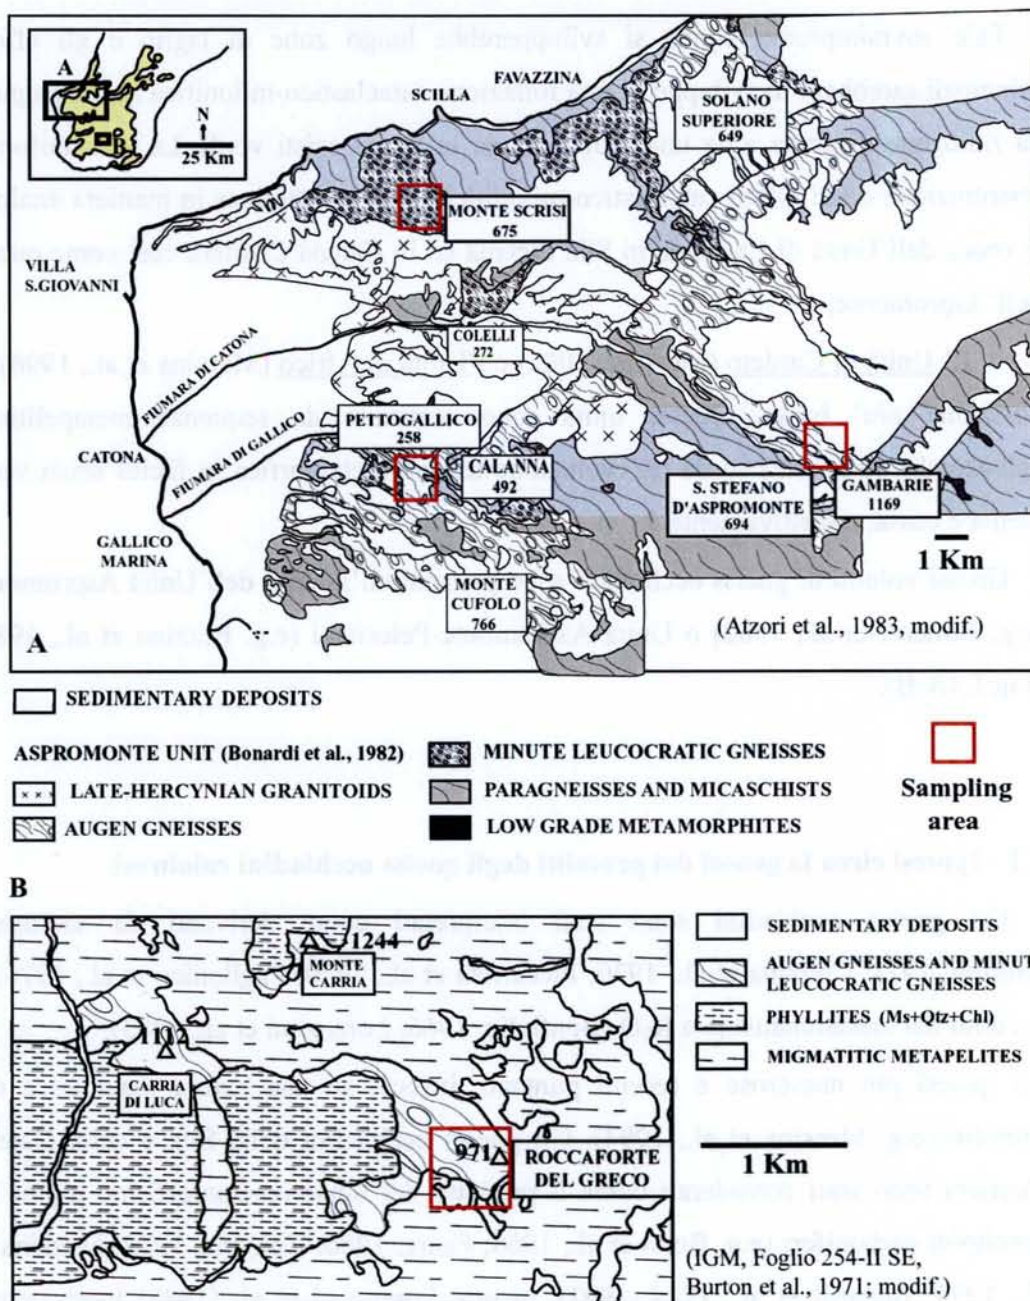 A
B
N
25 Km
FAVAZZINA
SCILLA
SOLANO
SUPERIORE
649
MONTE SCRISI
675
VILLA
S.GIOVANNI
COLELLI
272
FIUMARA DI CATONA
FIUMARA DI GALLICO
PETTOGALLICO
258
CATONA
CALANNA
492
S. STEFANO
D'ASPROMONTE
694
GAMBARIE
1169
1 Km
GALLICO
MARINA
MONTE
CUFOLO
766
(Atzori et al., 1983, modif.)
A
SEDIMENTARY DEPOSITS
ASPROMONTE UNIT (Bonardi et al., 1982)
MINUTE LEUCOCRATIC GNEISSES
LATE-HERCYNIAN GRANITOIDS
PARAGNEISSES AND MICASCHISTS
AUGEN GNEISSES
LOW GRADE METAMORPHITES
Sampling
area
B
1244
MONTE
CARRIA
CARRIA
DI LUCA
971
ROCCAFORTE
DEL GRECO
SEDIMENTARY DEPOSITS
AUGEN GNEISSES AND MINUT
LEUCOCRATIC GNEISSES
PHYLLITES (Ms+Qtz+Chl)
MIGMATITIC METAPELITES
1 Km
(IGM, Foglio 254-II SE,
Burton et al., 1971; modif.)